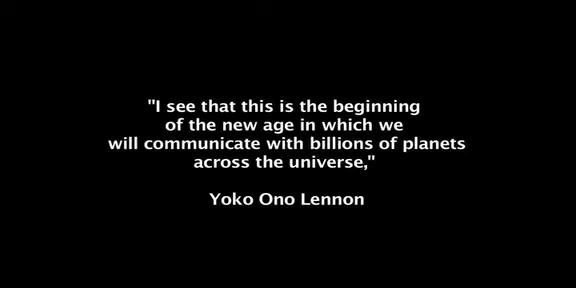 "I see that this is the beginning
of the new age in which we
will communicate with billions of planets
across the universe,"
Yoko Ono Lennon